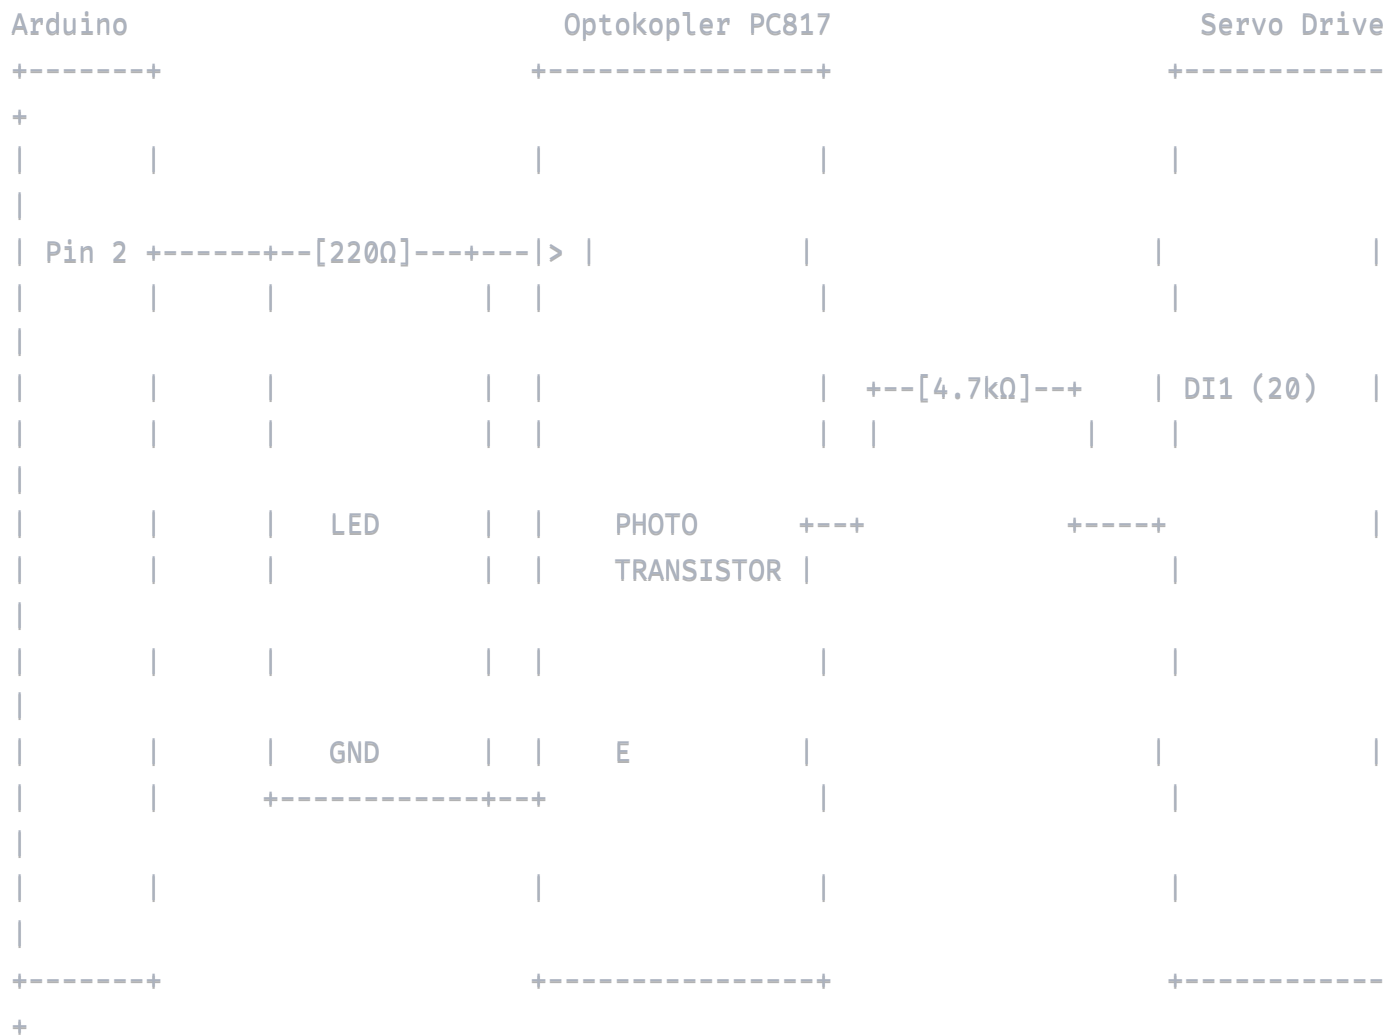 Arduino                          Optokopler PC817                      Servo Drive
+-------+                      +----------------+                    +------------
+
|       |                      |                |                    |
|
| Pin 2 +------+--[220Ω]---+---|> |            |                    |            |
|       |      |            |  |                |                    |
|
|       |      |            |  |                |  +--[4.7kΩ]--+    | DI1 (20)   |
|       |      |            |  |                |  |            |    |
|
|       |      |   LED      |  |    PHOTO      +---+            +-----+            |
|       |      |            |  |    TRANSISTOR |                      |
|
|       |      |            |  |                |                    |
|
|       |      |   GND      |  |    E          |                    |            |
|       |      +------------+--+                |                    |
|
|       |                      |                |                    |
|
+-------+                      +----------------+                    +------------
+